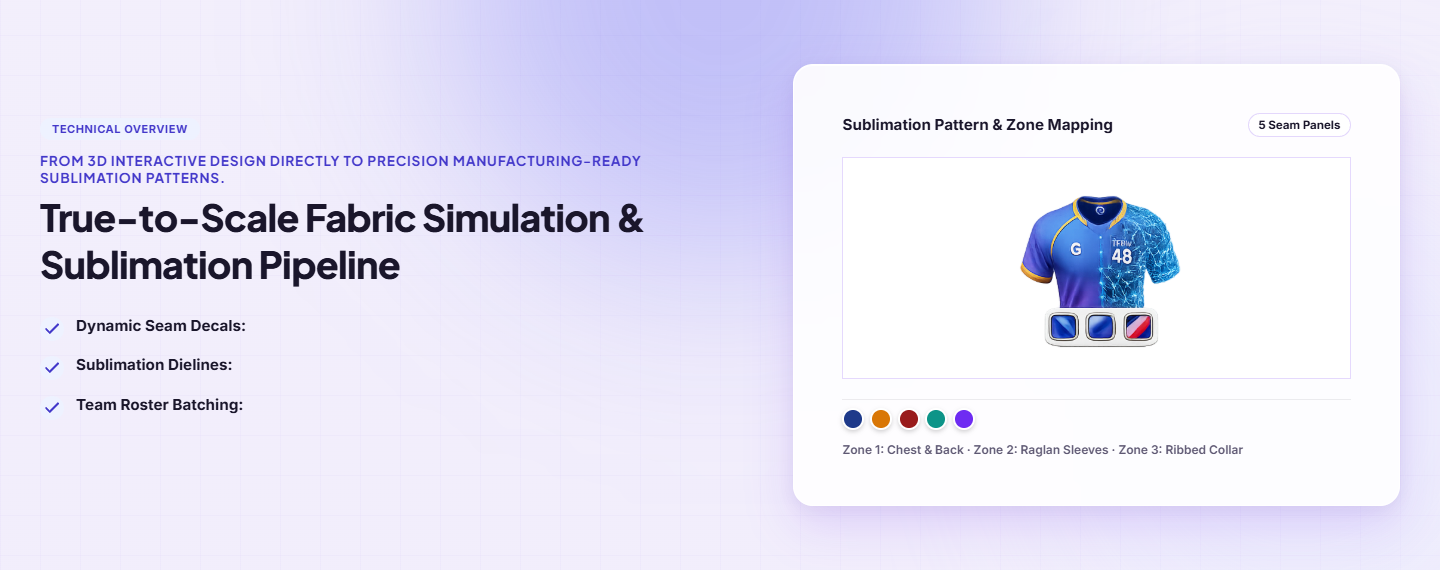 TECHNICAL OVERVIEW
FROM 3D INTERACTIVE DESIGN DIRECTLY TO PRECISION MANUFACTURING-READY
SUBLIMATION PATTERNS.
True-to-Scale Fabric Simulation &
Sublimation Pipeline
Dynamic Seam Decals:
Sublimation Dielines:
Team Roster Batching:
Sublimation Pattern & Zone Mapping
5 Seam Panels
G
48
Zone 1: Chest & Back · Zone 2: Raglan Sleeves · Zone 3: Ribbed Collar